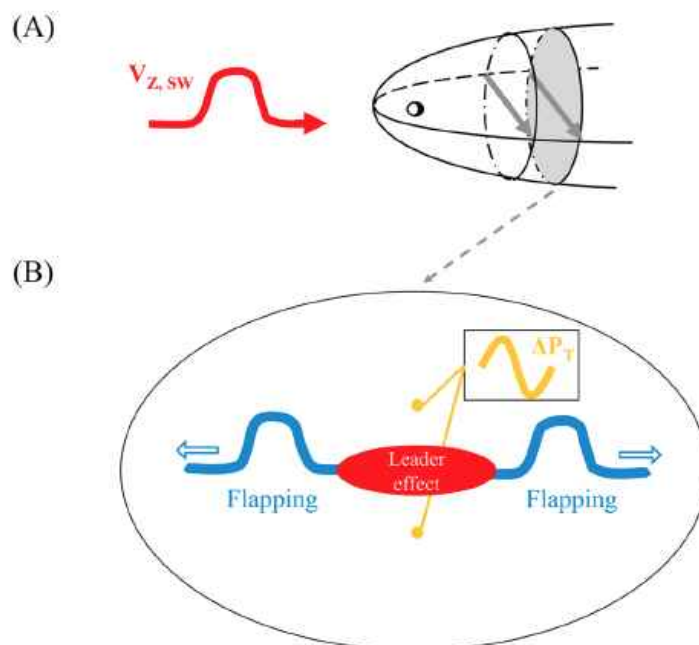 (A)
V_Z, SW
(B)
ΔP_T
Leader
effect
Flapping
Flapping